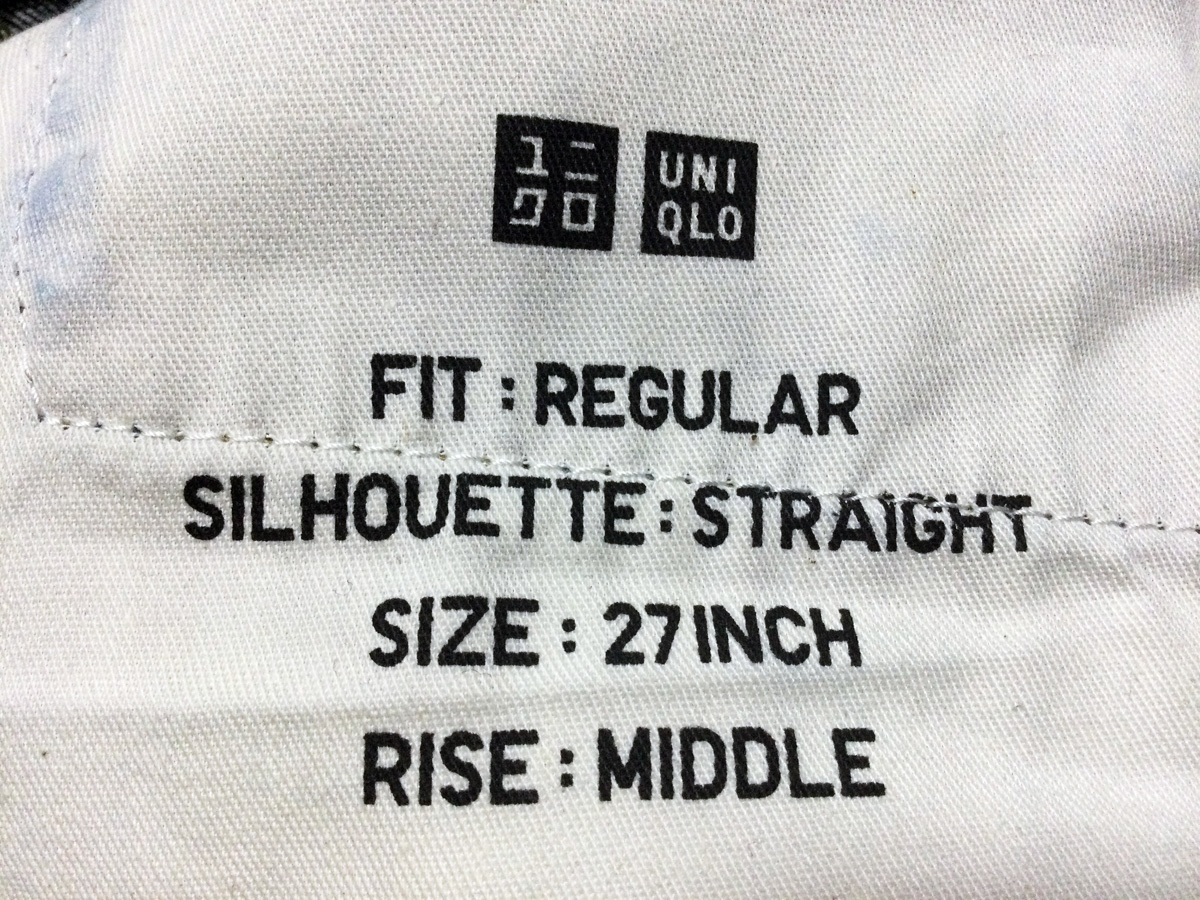 ユニ UNI
クロ QLO
FIT : REGULAR
SILHOUETTE : STRAIGHT
SIZE : 27 INCH
RISE : MIDDLE